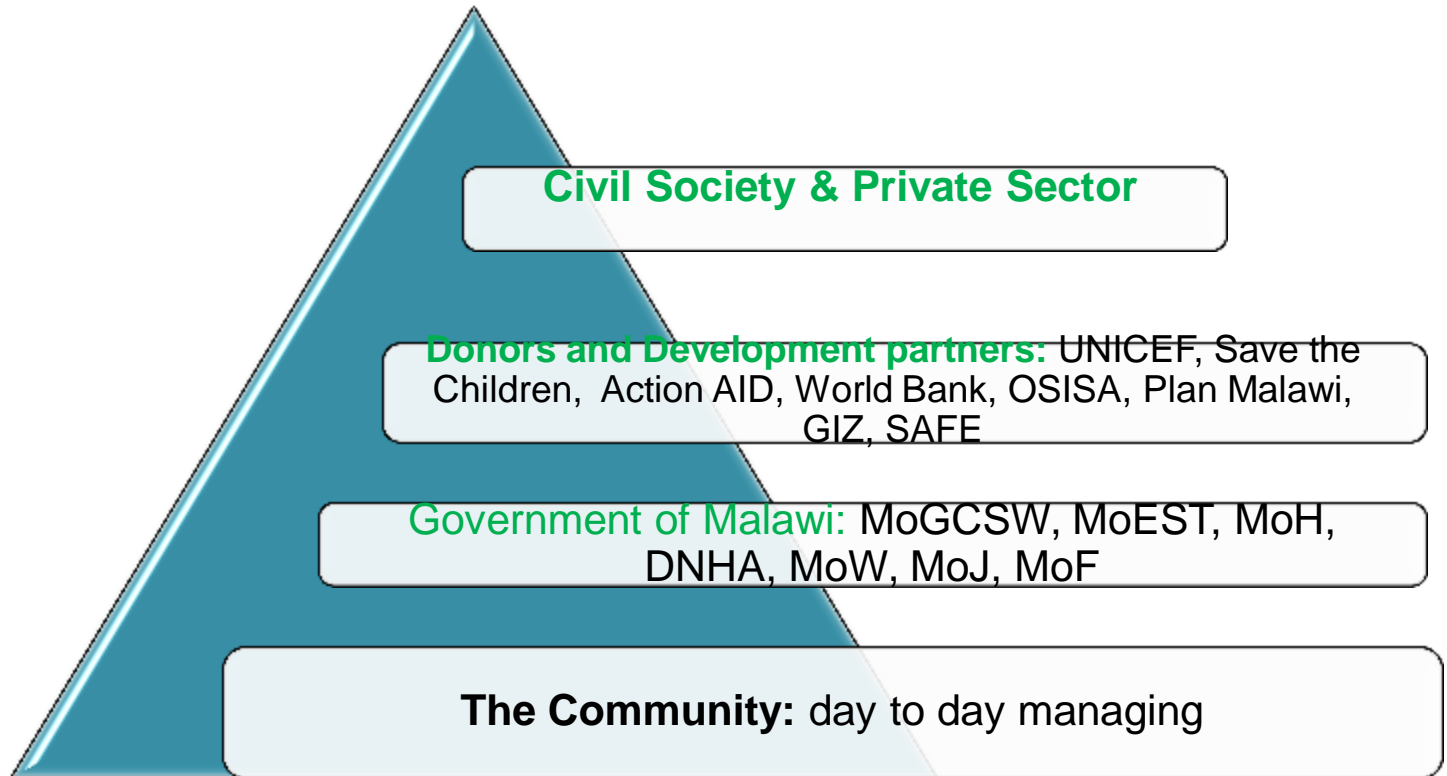 Civil Society & Private Sector
Donors and Development partners: UNICEF, Save the
Children, Action AID, World Bank, OSISA, Plan Malawi,
GIZ, SAFE
Government of Malawi: MoGCSW, MoEST, MoH,
DNHA, MoW, MoJ, MoF
The Community: day to day managing